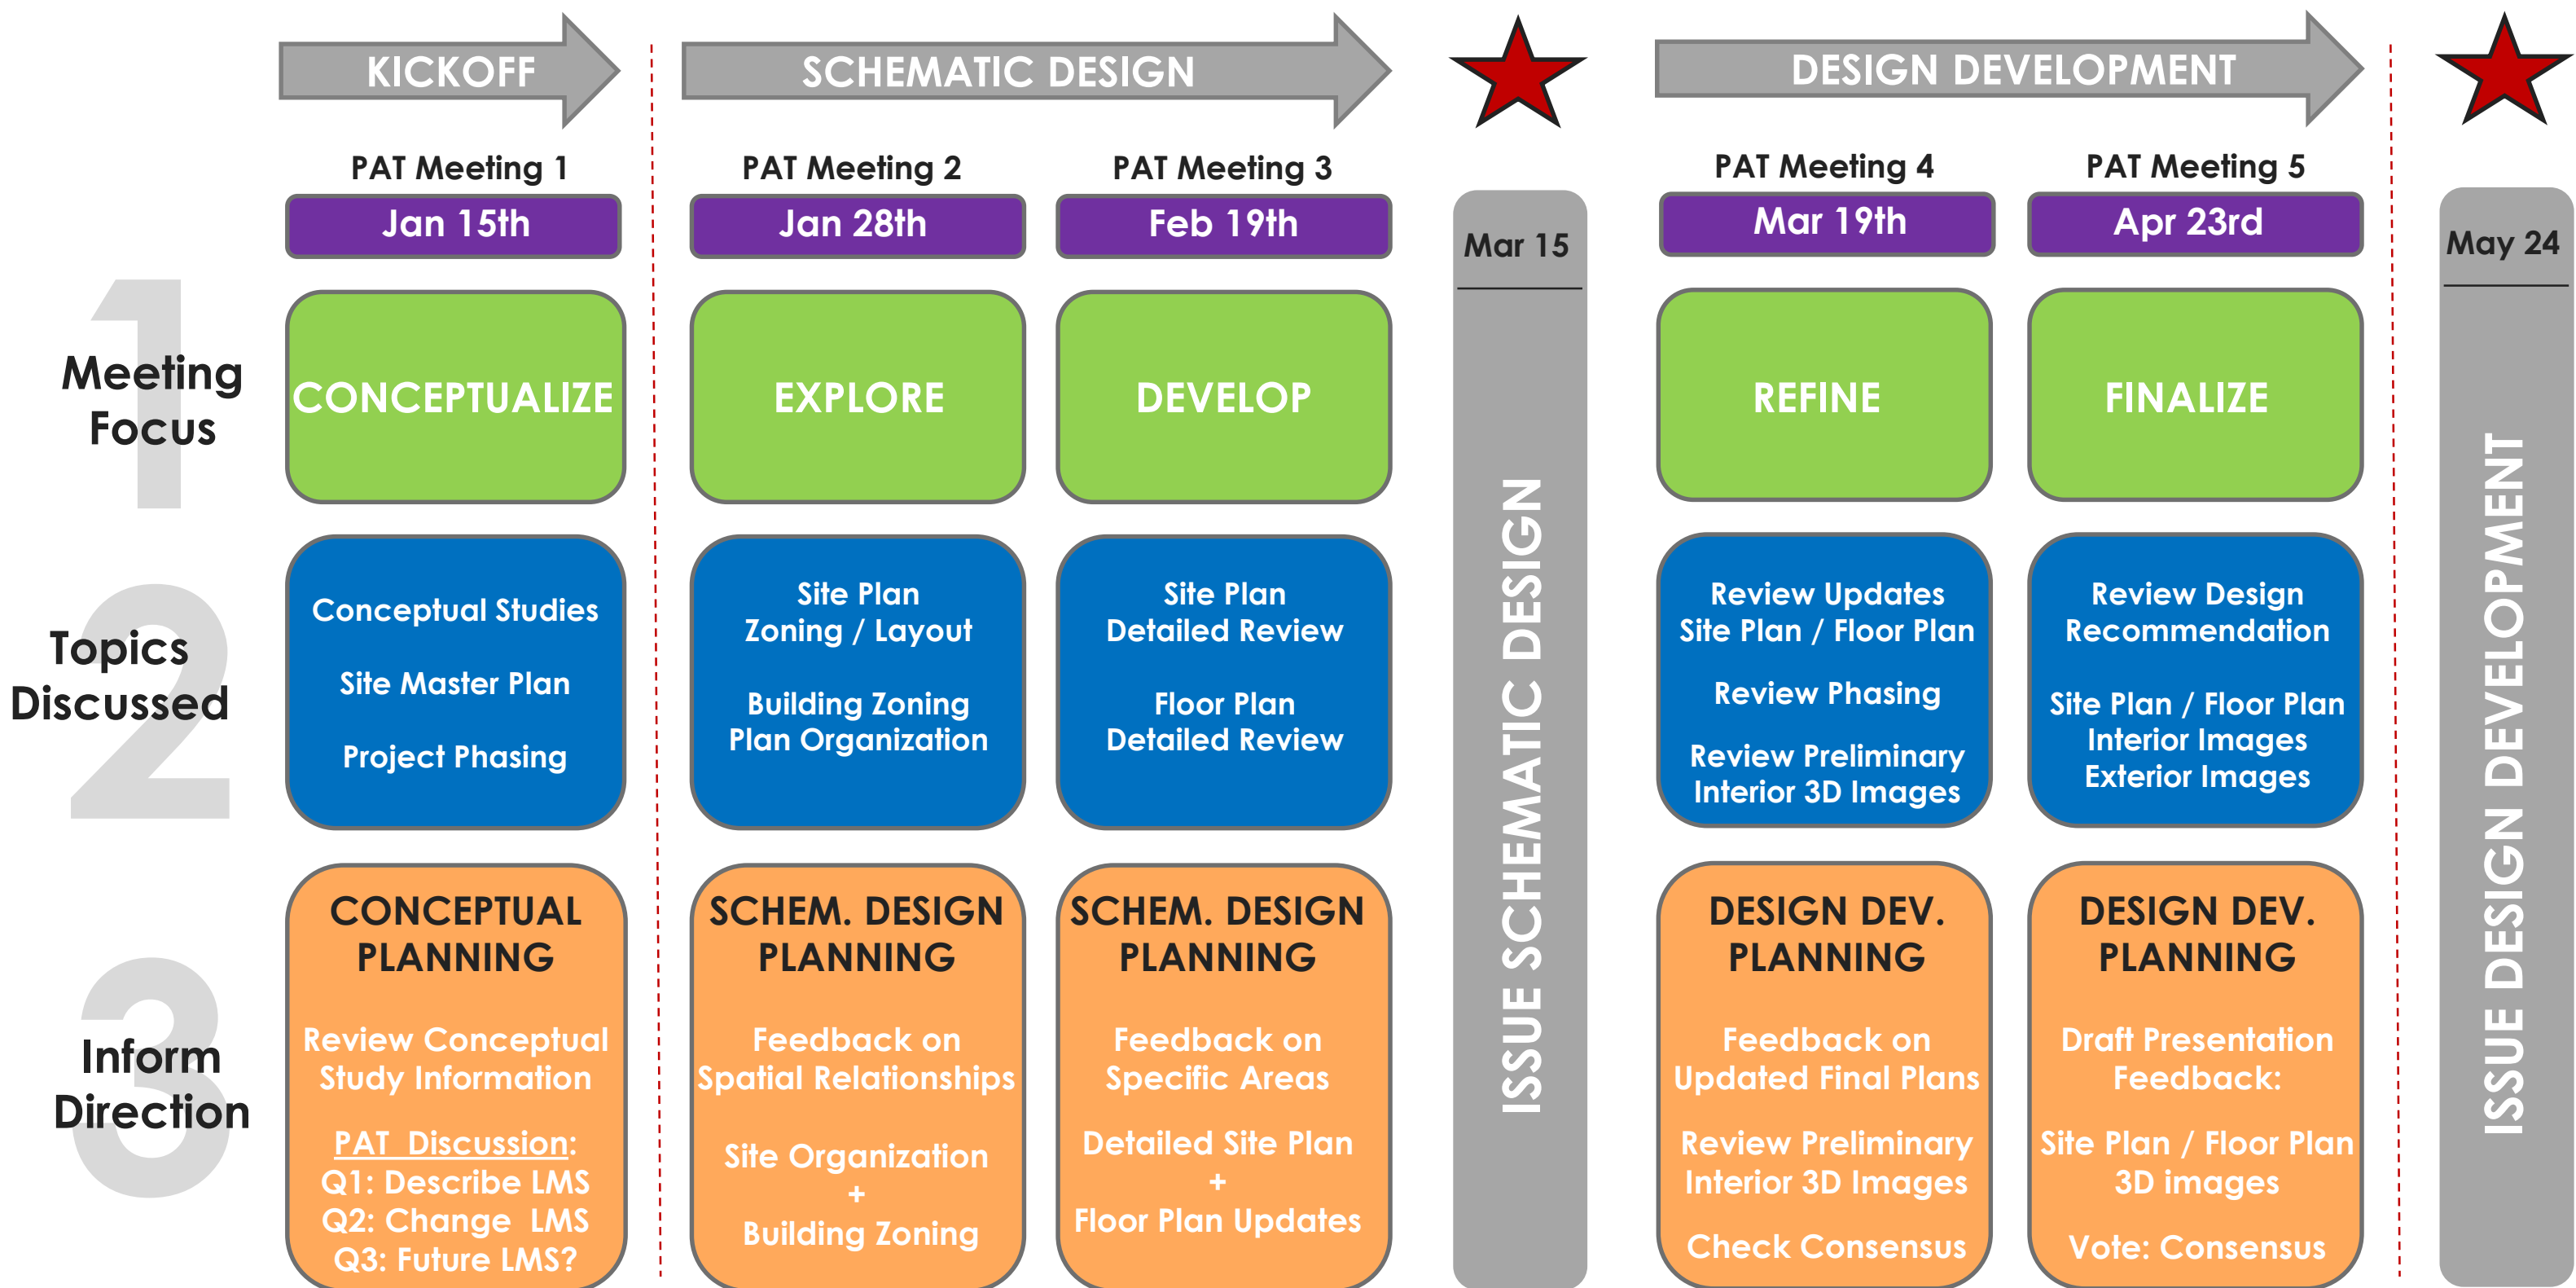 KICKOFF
SCHEMATIC DESIGN
DESIGN DEVELOPMENT
PAT Meeting 1
Jan 15th
PAT Meeting 2
Jan 28th
PAT Meeting 3
Feb 19th
Mar 15
PAT Meeting 4
Mar 19th
PAT Meeting 5
Apr 23rd
May 24
1
Meeting
Focus
CONCEPTUALIZE
EXPLORE
DEVELOP
REFINE
FINALIZE
2
Topics
Discussed
Conceptual Studies
Site Master Plan
Project Phasing
Site Plan
Zoning / Layout
Building Zoning
Plan Organization
Site Plan
Detailed Review
Floor Plan
Detailed Review
Review Updates
Site Plan / Floor Plan
Review Phasing
Review Preliminary
Interior 3D Images
Review Design
Recommendation
Site Plan / Floor Plan
Interior Images
Exterior Images
3
Inform
Direction
CONCEPTUAL
PLANNING
Review Conceptual
Study Information
PAT  Discussion:
Q1: Describe LMS
Q2: Change  LMS
Q3: Future LMS?
SCHEM. DESIGN
PLANNING
Feedback on
Spatial Relationships
Site Organization
+
Building Zoning
SCHEM. DESIGN
PLANNING
Feedback on
Specific Areas
Detailed Site Plan
+
Floor Plan Updates
ISSUE SCHEMATIC DESIGN
DESIGN DEV.
PLANNING
Feedback on
Updated Final Plans
Review Preliminary
Interior 3D Images
Check Consensus
DESIGN DEV.
PLANNING
Draft Presentation
Feedback:
Site Plan / Floor Plan
3D images
Vote: Consensus
ISSUE DESIGN DEVELOPMENT